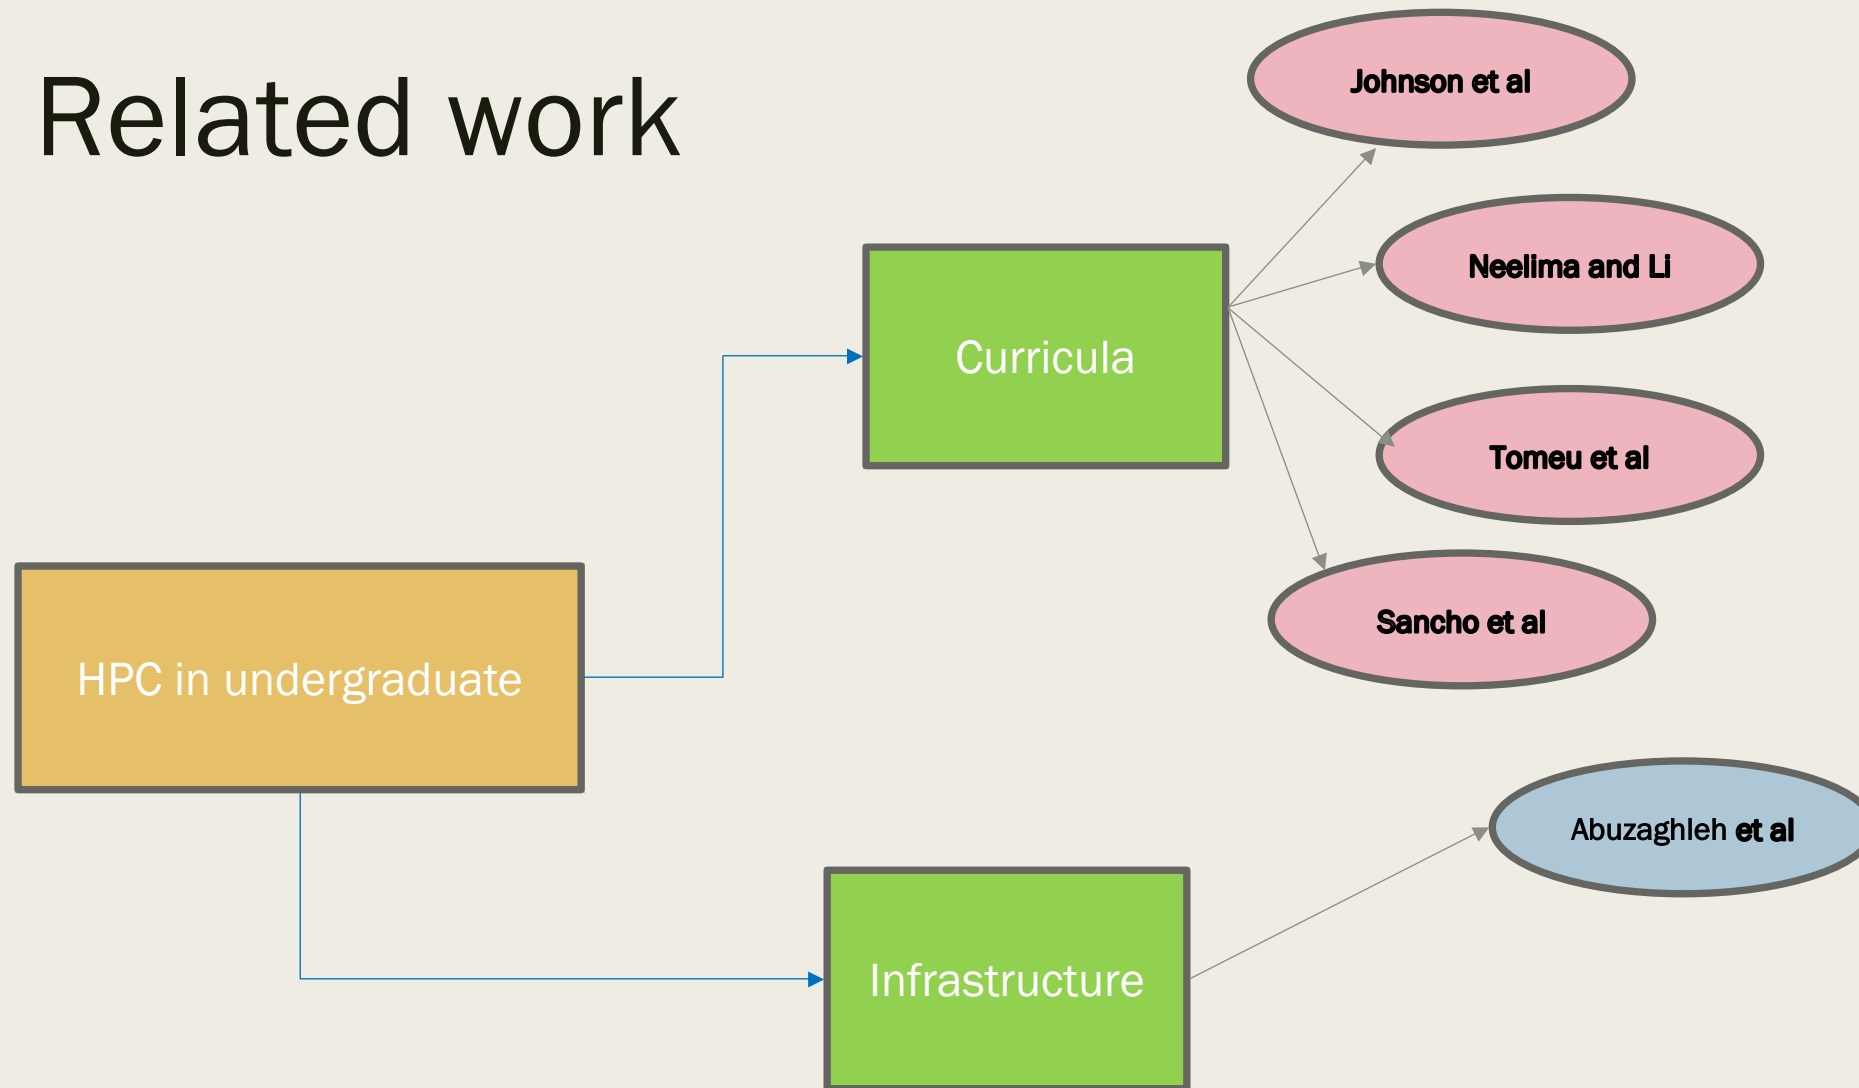 Related work
Johnson et al
Neelima and Li
Curricula
Tomeu et al
Sancho et al
HPC in undergraduate
Abuzaghleh et al
Infrastructure